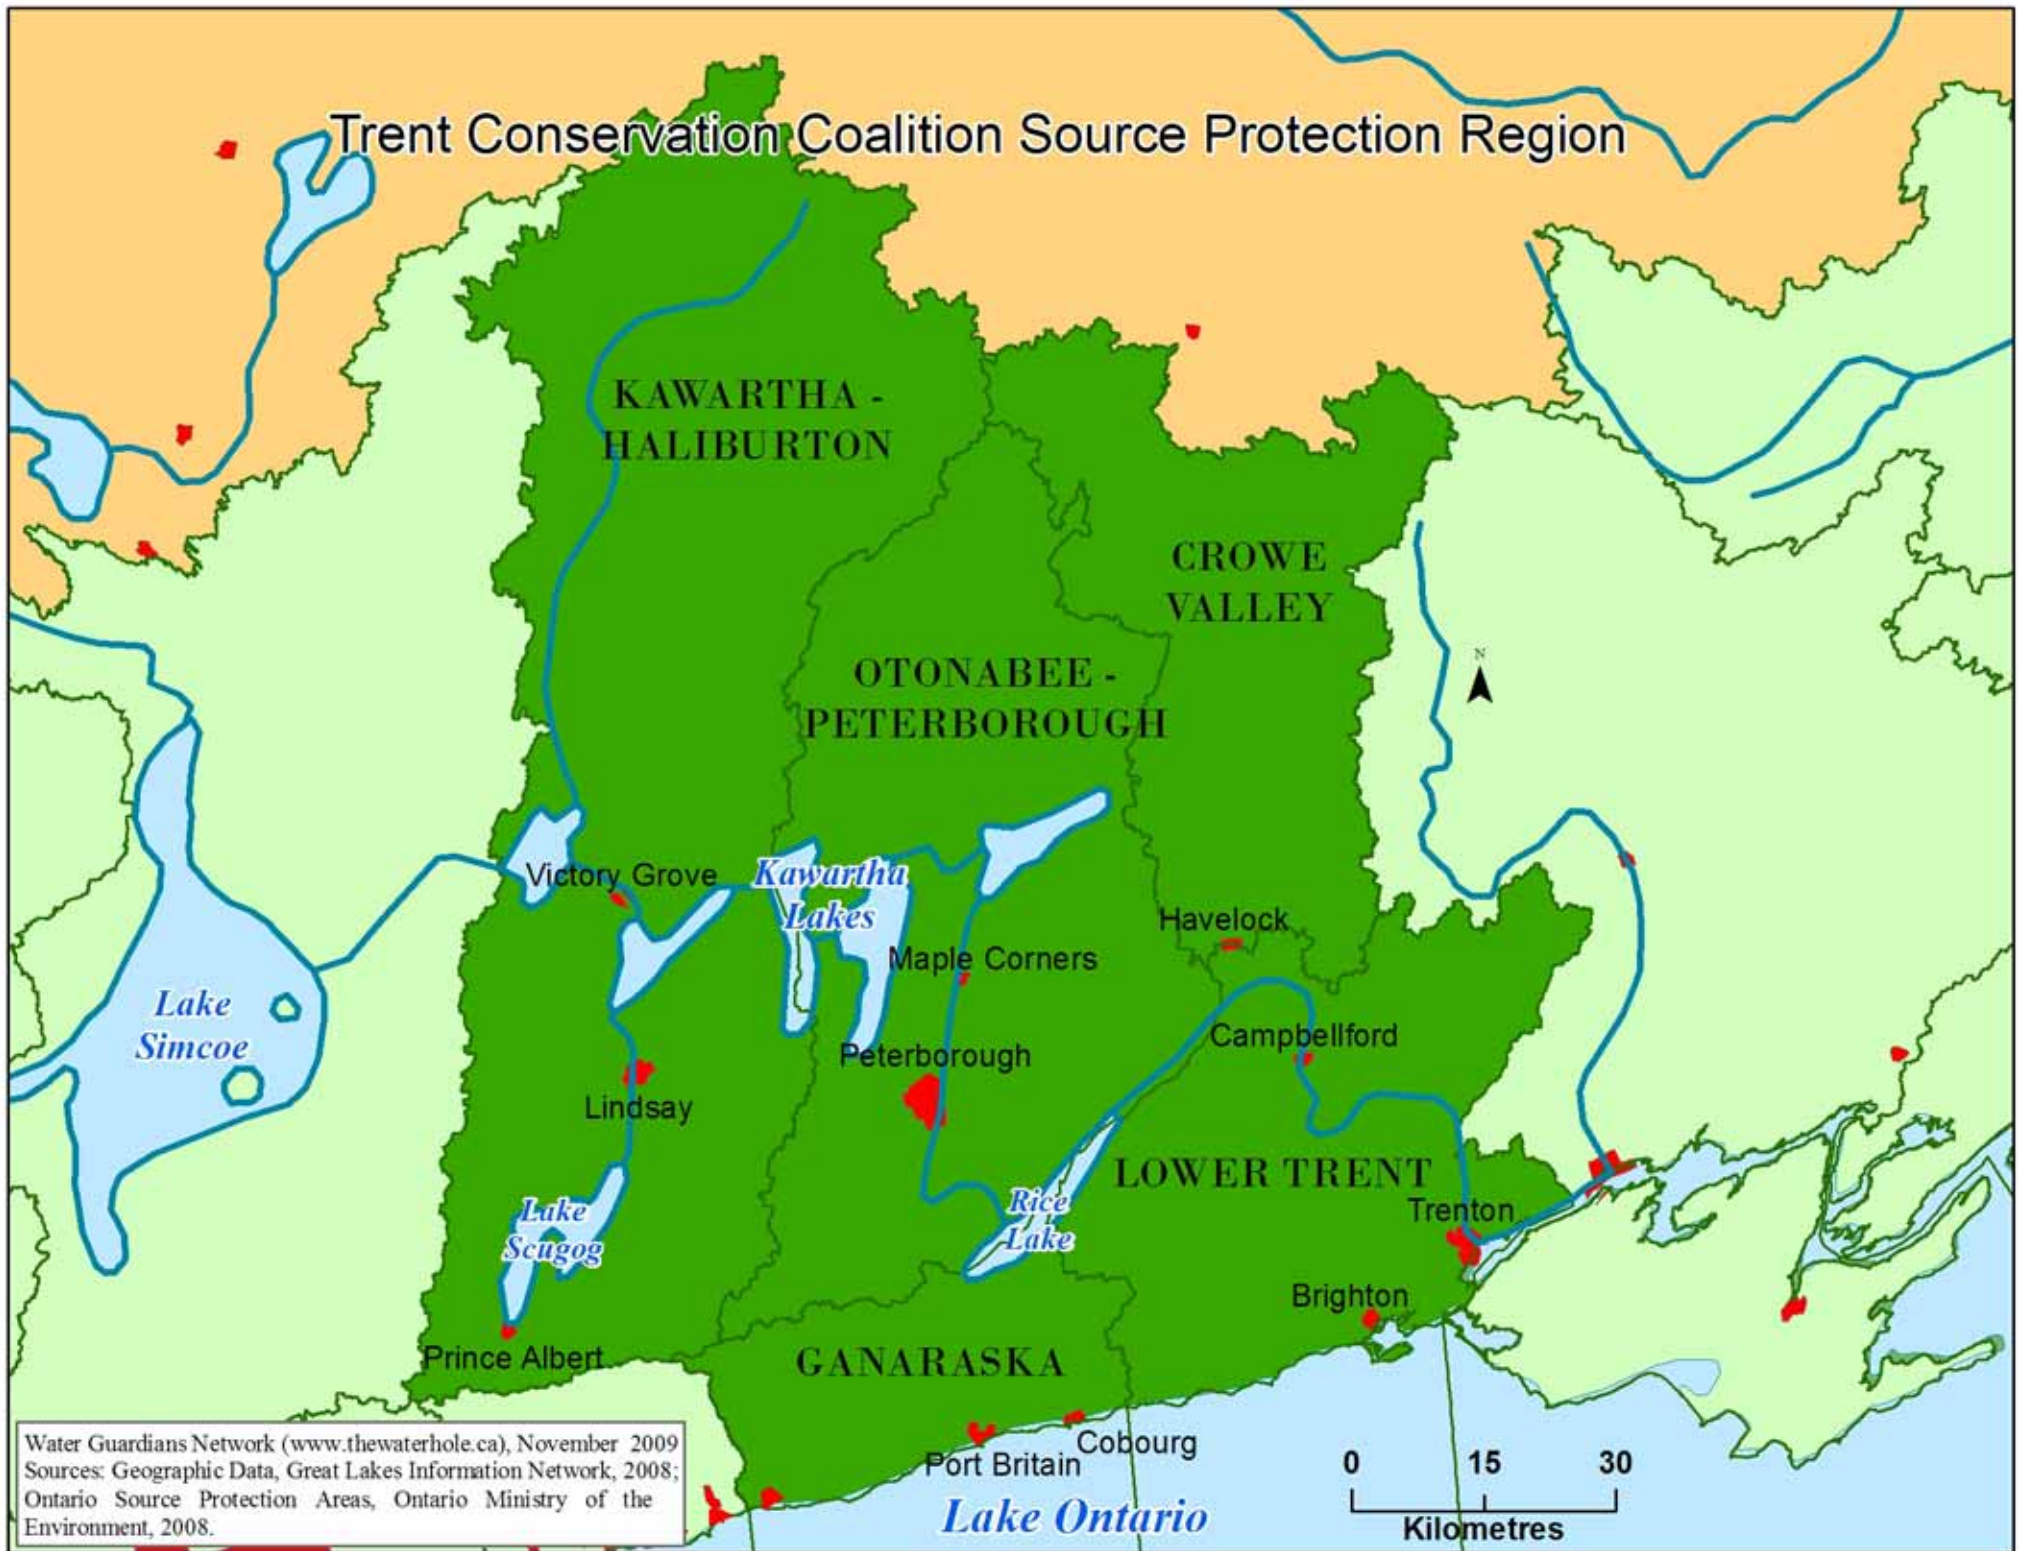 Trent Conservation Coalition Source Protection Region
KAWARTHA -
HALIBURTON
CROWE
VALLEY
N
OTONABEE -
PETERBOROUGH
Victory Grove
Kawartha
Lakes
Havelock
Maple Corners
Lake
Simcoe
Campbellford
Peterborough
Lindsay
LOWER TRENT
Rice
Lake
Trenton
Lake
Scugog
Brighton
Prince Albert
GANARASKA
Cobourg
Port Britain
Lake Ontario
0 15 30
Kilometres
Water Guardians Network (www.thewaterhole.ca), November 2009
Sources: Geographic Data, Great Lakes Information Network, 2008;
Ontario Source Protection Areas, Ontario Ministry of the
Environment, 2008.